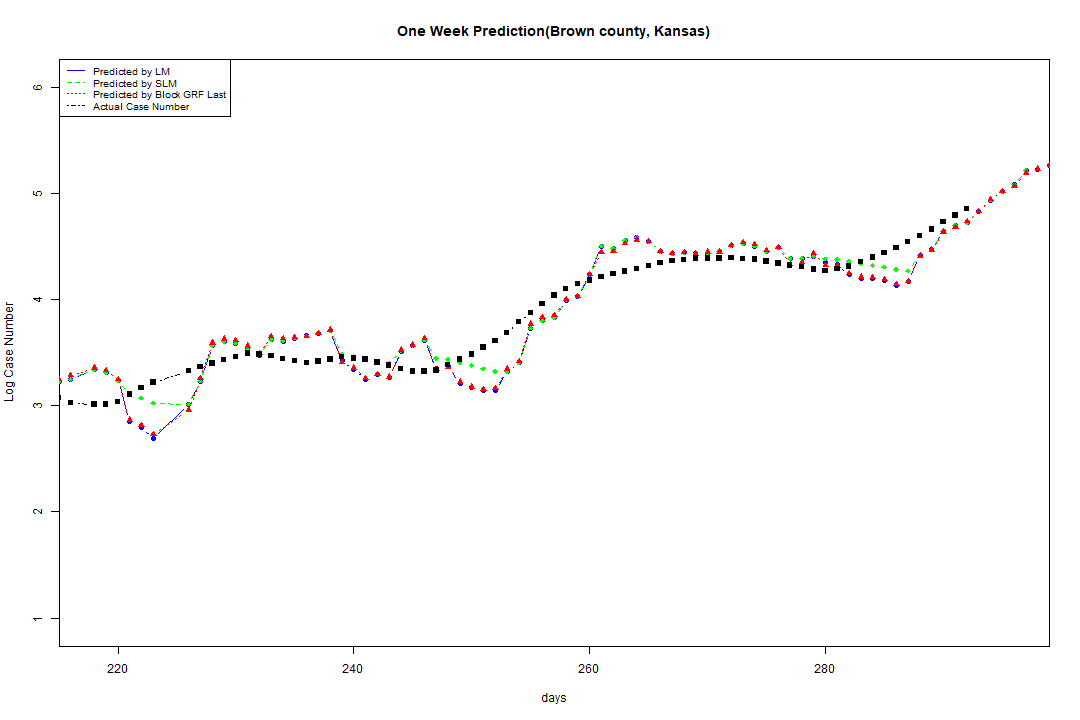 One Week Prediction(Brown county, Kansas)
Predicted by LM
Predicted by SLM
Predicted by Block GRF Last
Actual Case Number
6
5
4
3
2
1
Log Case Number
220
240
260
280
days